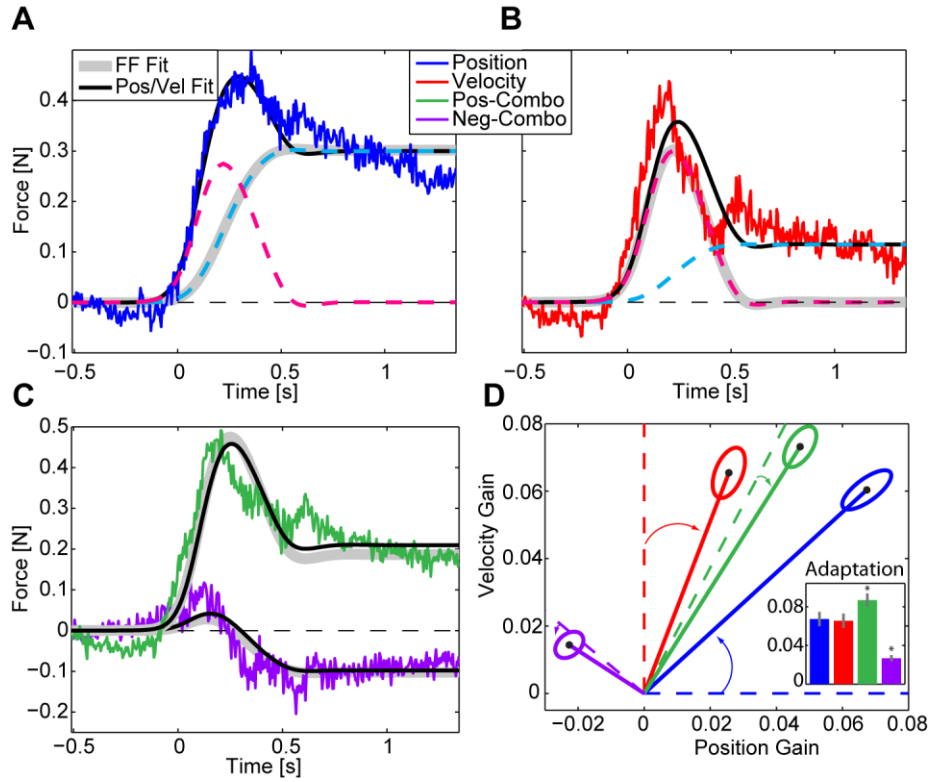 A
B
FF Fit
Pos/Vel Fit
Position
Velocity
Pos-Combo
Neg-Combo
Force [N]
0.4
0.3
0.2
0.1
0
−0.1
−0.5
0
0.5
1
Time [s]
−0.5
0
0.5
1
Time [s]
C
D
Force [N]
0.5
0.4
0.3
0.2
0.1
0
−0.1
−0.2
−0.5
0
0.5
1
Time [s]
Velocity Gain
0.08
0.06
0.04
0.02
0
−0.02
0
0.02
0.04
0.06
0.08
Position Gain
Adaptation
0.08
0.04
0
*
*